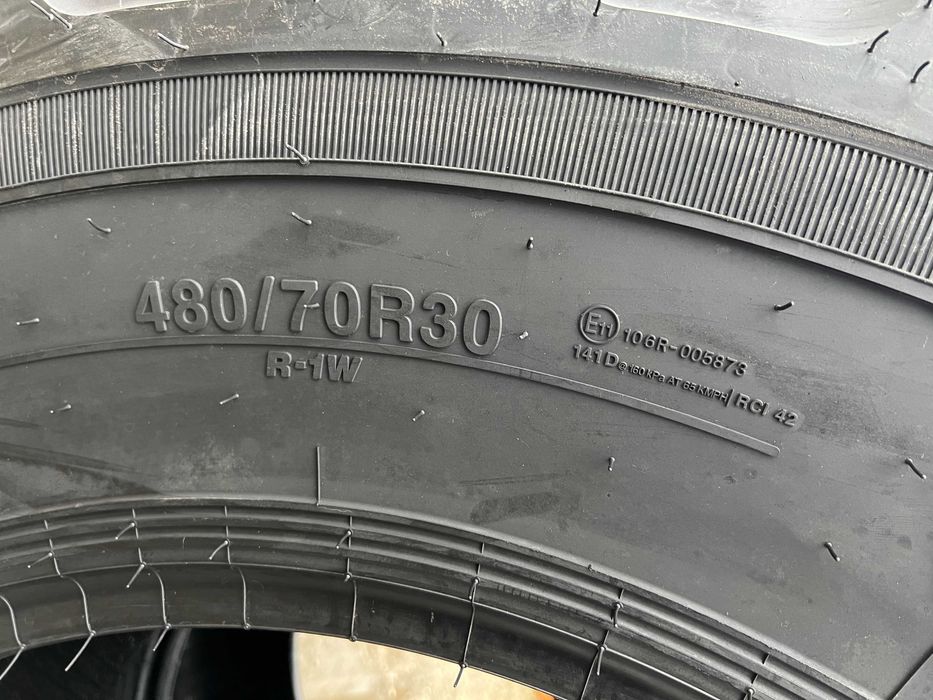 480/70R30
R-1W
E11 106R-005873
141D @ 160 kPa AT 65 KMPH / RCI 42